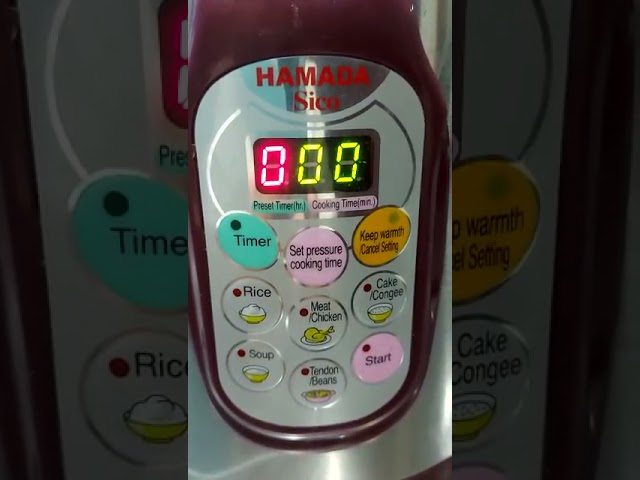 HAMADA
Sico
000
Preset Timer(hr.) Cooking Time(min.)
Timer
Set pressure
cooking time
Keep warmth
/Cancel Setting
Rice
Meat
/Chicken
Cake
/Congee
Soup
Tendon
/Beans
Start